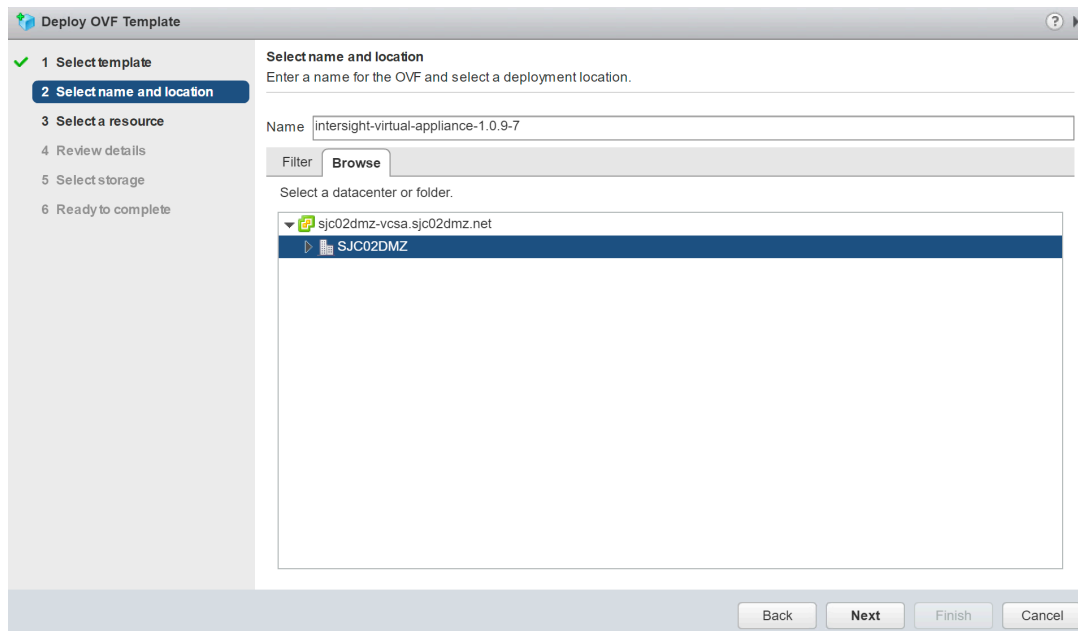 Deploy OVF Template
?
1 Select template
2 Select name and location
3 Select a resource
4 Review details
5 Select storage
6 Ready to complete
Select name and location
Enter a name for the OVF and select a deployment location.
Name intersight-virtual-appliance-1.0.9-7
Filter Browse
Select a datacenter or folder.
sjc02dmz-vcsa.sjc02dmz.net
SJC02DMZ
Back Next Finish Cancel